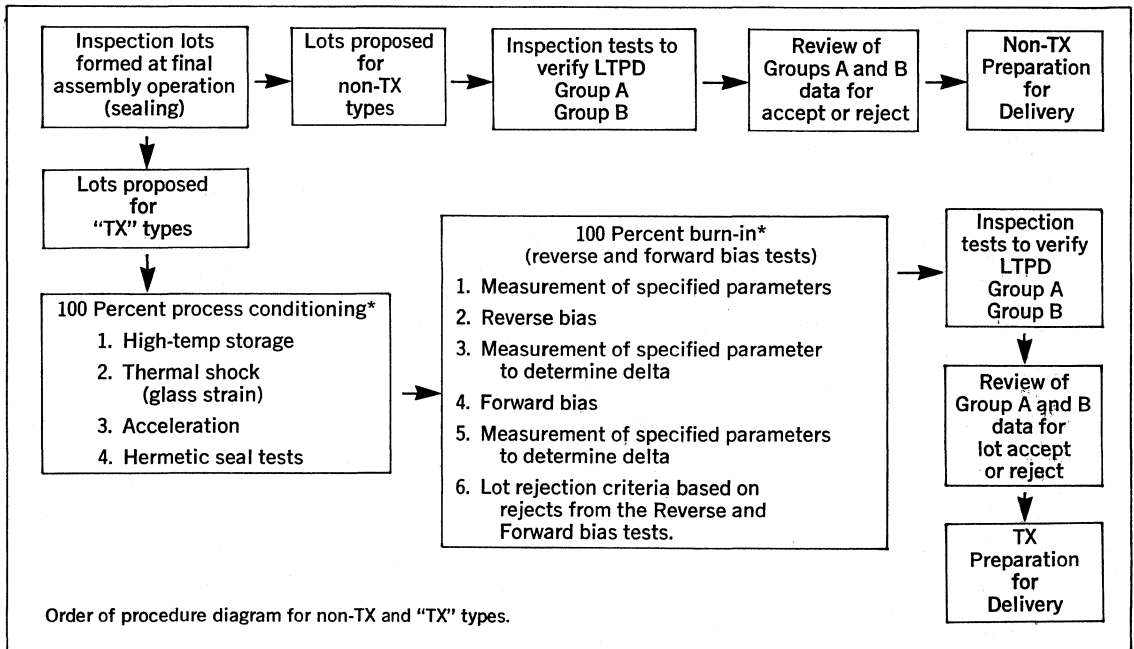 Inspection lots
formed at final
assembly operation
(sealing)
Lots proposed
for
non-TX
types
Inspection tests to
verify LTPD
Group A
Group B
Review of
Groups A and B
data for
accept or reject
Non-TX
Preparation
for
Delivery
Lots proposed
for
“TX” types
100 Percent process conditioning*
1. High-temp storage
2. Thermal shock
(glass strain)
3. Acceleration
4. Hermetic seal tests
100 Percent burn-in*
(reverse and forward bias tests)
1. Measurement of specified parameters
2. Reverse bias
3. Measurement of specified parameter
to determine delta
4. Forward bias
5. Measurement of specified parameters
to determine delta
6. Lot rejection criteria based on
rejects from the Reverse and
Forward bias tests.
Inspection
tests to verify
LTPD
Group A
Group B
Review of
Group A and B
data for
lot accept
or reject
TX
Preparation
for
Delivery
Order of procedure diagram for non-TX and “TX” types.